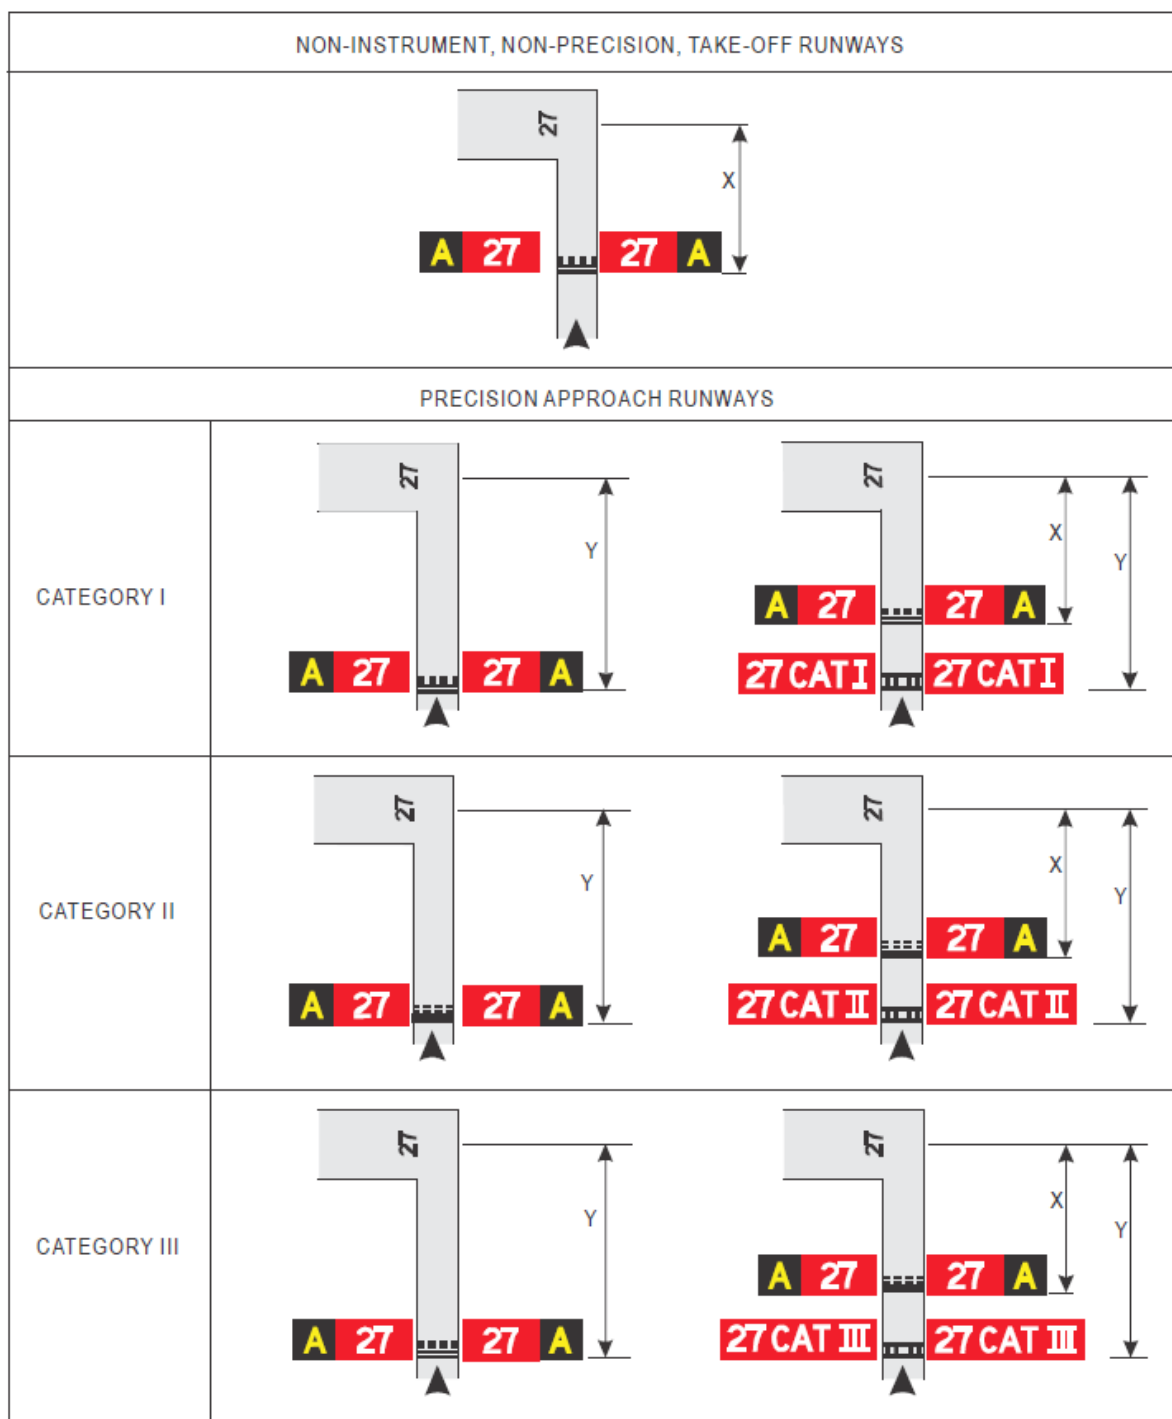 NON-INSTRUMENT, NON-PRECISION, TAKE-OFF RUNWAYS
27
X
A 27 27 A
PRECISION APPROACH RUNWAYS
CATEGORY I
27
Y
A 27 27 A
27
X
Y
A 27 27 A
27 CAT I 27 CAT I
CATEGORY II
27
Y
A 27 27 A
27
X
Y
A 27 27 A
27 CAT II 27 CAT II
CATEGORY III
27
Y
A 27 27 A
27
X
Y
A 27 27 A
27 CAT III 27 CAT III